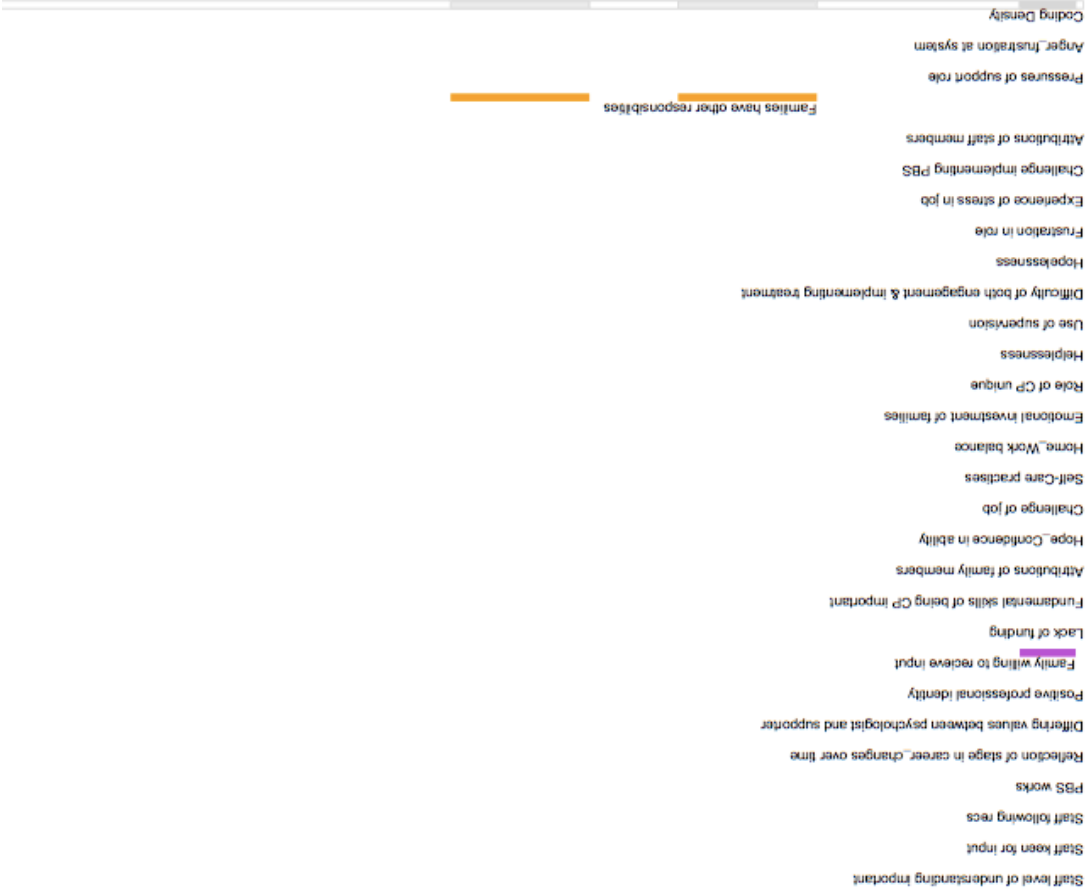 Staff level of understanding important
Staff keen for input
Staff following recs
PBS works
Reflection of stage in career_changes over time
Differing values between psychologist and supporter
Positive professional identity
Family willing to recieve input
Lack of funding
Fundamental skills of being CP important
Attributions of family members
Hope_Confidence in ability
Challenge of job
Self-Care practises
Home_Work balance
Emotional investment of families
Role of CP unique
Helplessness
Use of supervision
Difficulty of both engagement & implementing treatment
Hopelessness
Frustration in role
Experience of stress in job
Challenge implementing PBS
Attributions of staff members
Families have other responsibilities
Pressures of support role
Anger_frustration at system
Coding Density